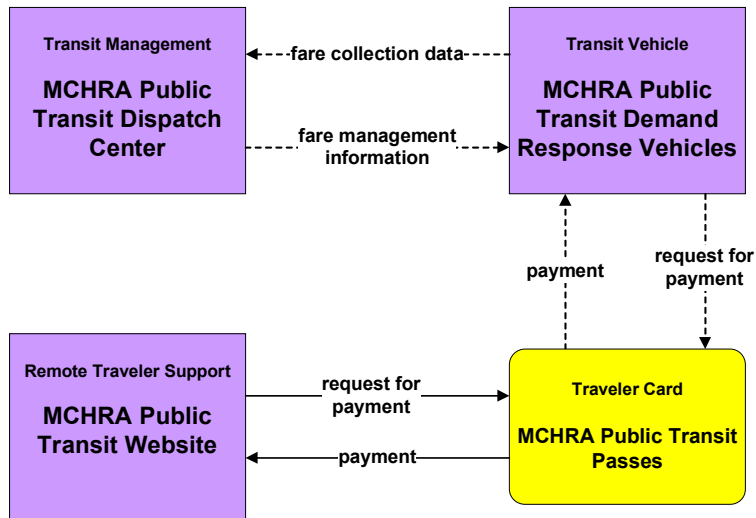 Transit Management
MCHRA Public
Transit Dispatch
Center
fare collection data
fare management
information
Transit Vehicle
MCHRA Public
Transit Demand
Response Vehicles
payment
request for
payment
Remote Traveler Support
MCHRA Public
Transit Website
request for
payment
payment
Traveler Card
MCHRA Public Transit
Passes